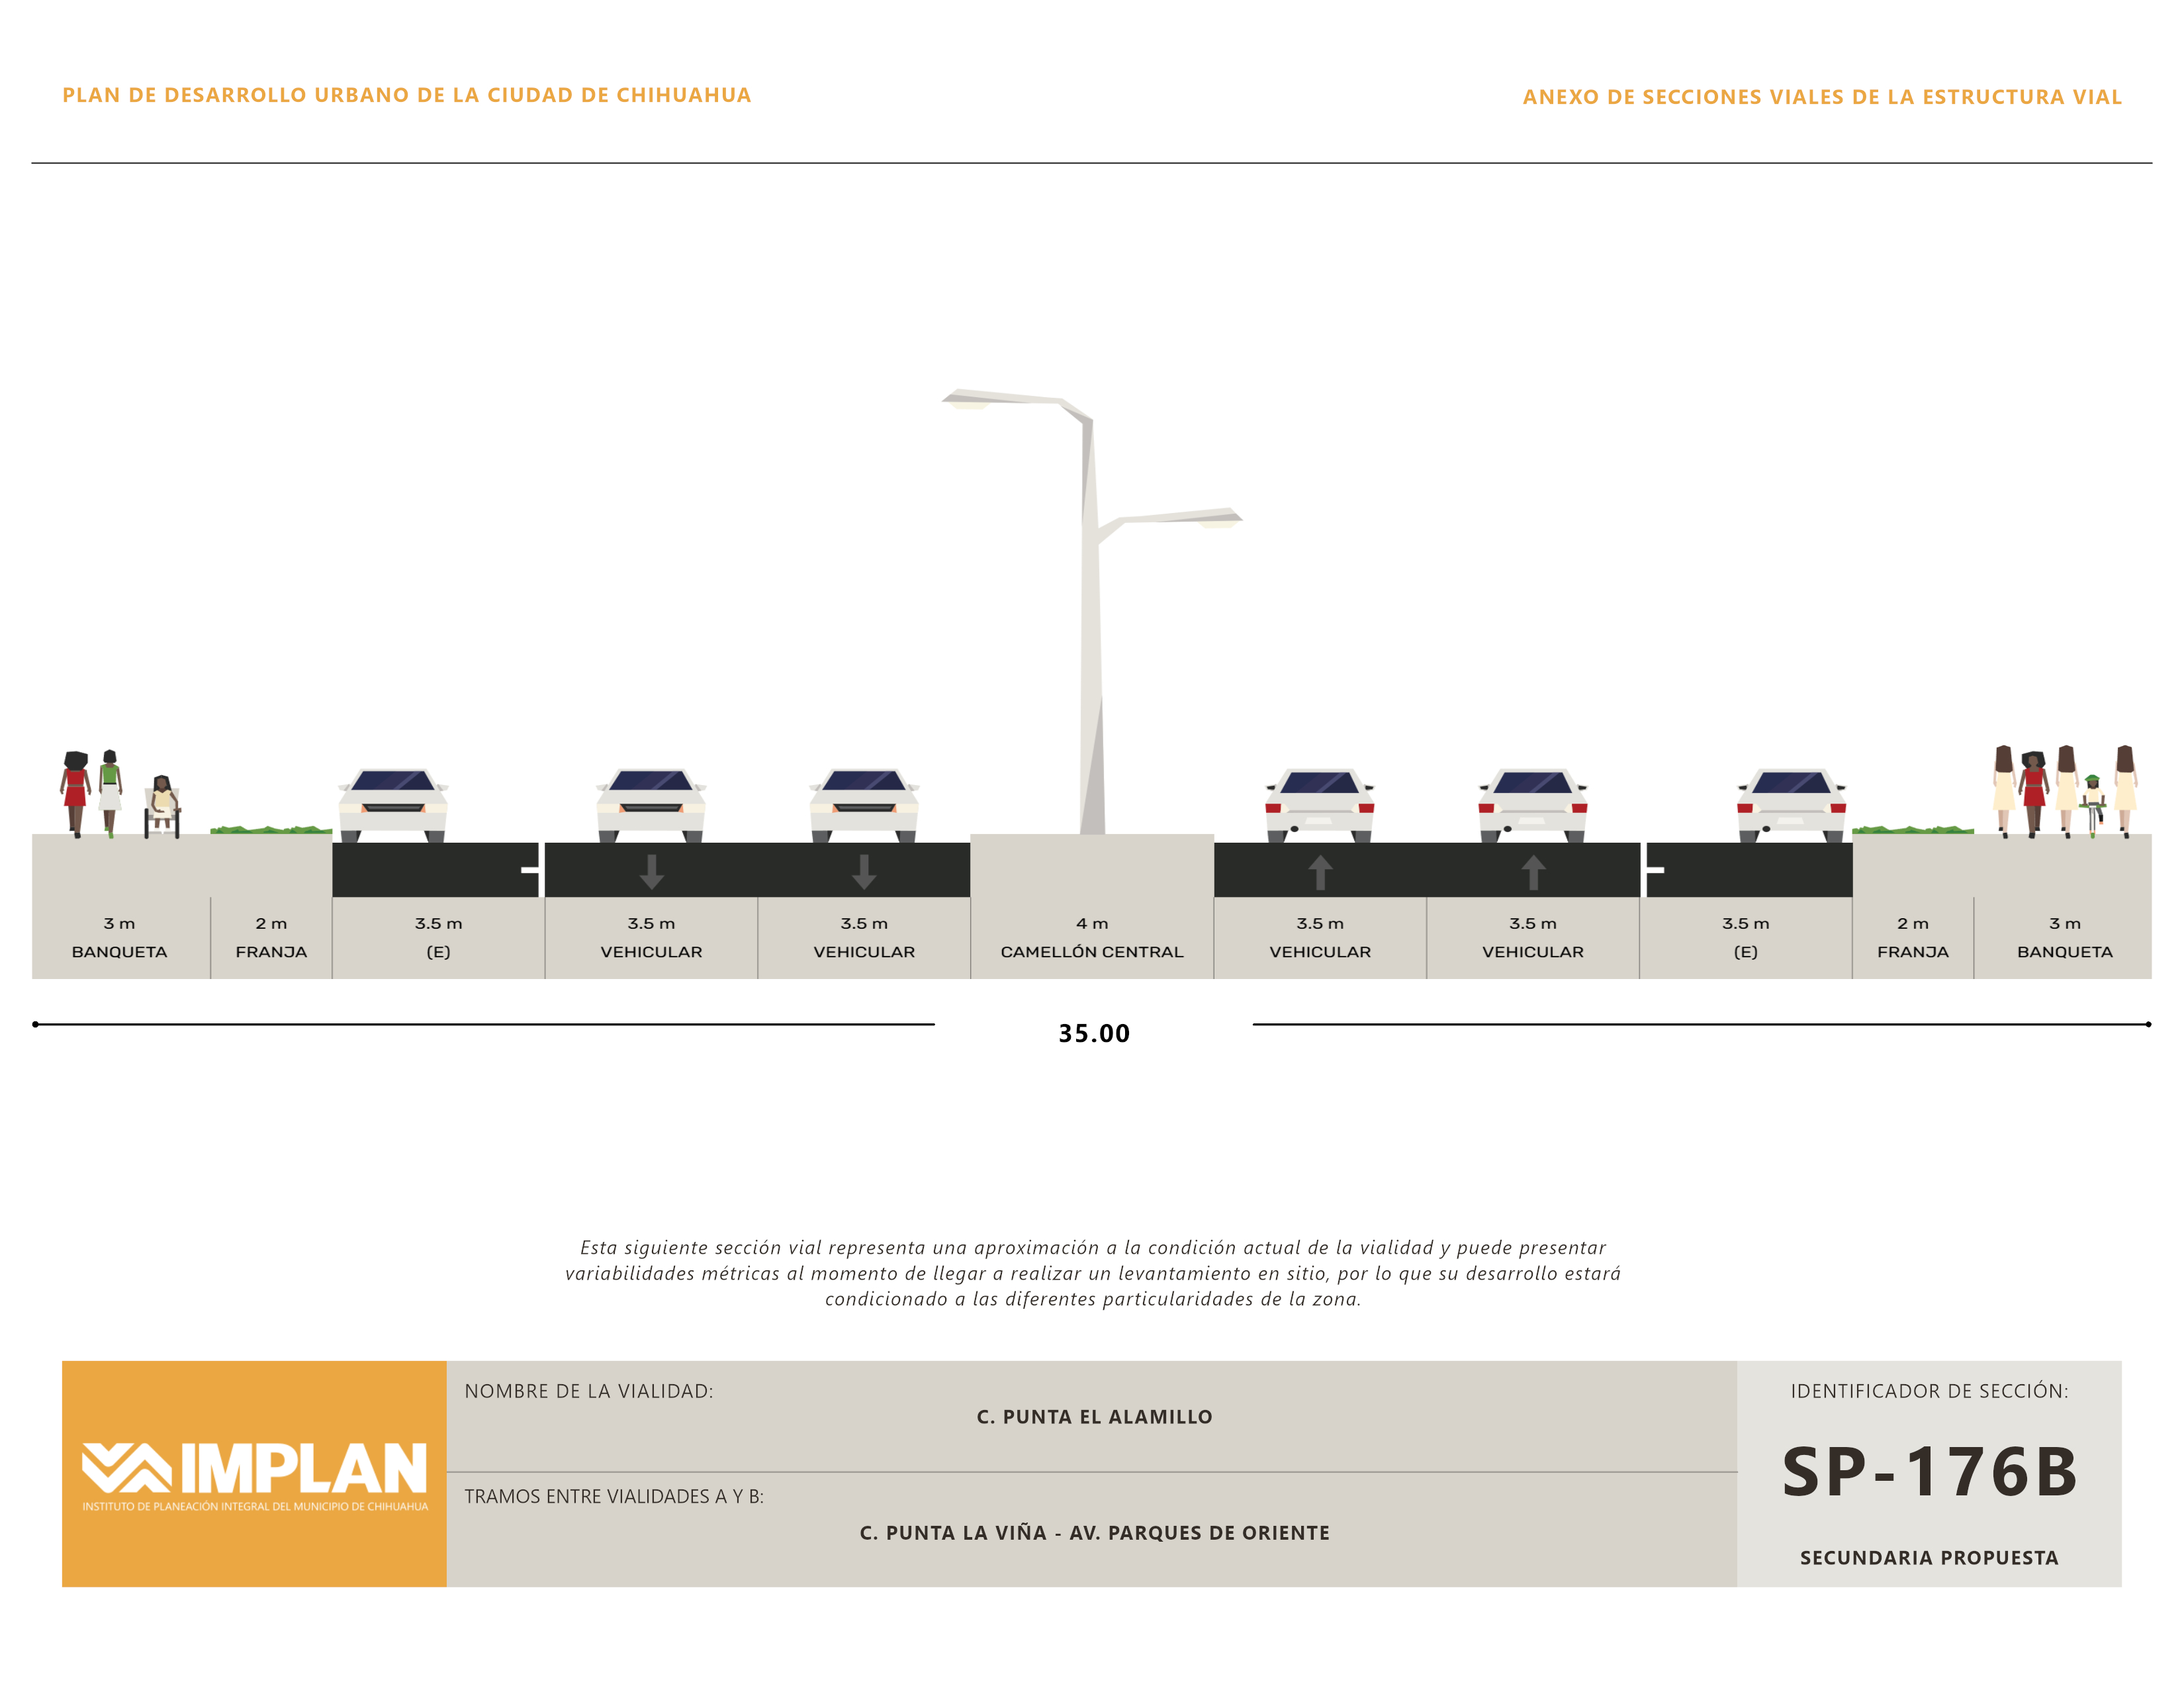 PLAN DE DESARROLLO URBANO DE LA CIUDAD DE CHIHUAHUA
ANEXO DE SECCIONES VIALES DE LA ESTRUCTURA VIAL
3 m
BANQUETA
2 m
FRANJA
3.5 m
(E)
3.5 m
VEHICULAR
3.5 m
VEHICULAR
4 m
CAMELLÓN CENTRAL
3.5 m
VEHICULAR
3.5 m
VEHICULAR
3.5 m
(E)
2 m
FRANJA
3 m
BANQUETA
35.00
Esta siguiente sección vial representa una aproximación a la condición actual de la vialidad y puede presentar
variabilidades métricas al momento de llegar a realizar un levantamiento en sitio, por lo que su desarrollo estará
condicionado a las diferentes particularidades de la zona.
IMPLAN
INSTITUTO DE PLANEACIÓN INTEGRAL DEL MUNICIPIO DE CHIHUAHUA
NOMBRE DE LA VIALIDAD:
C. PUNTA EL ALAMILLO
TRAMOS ENTRE VIALIDADES A Y B:
C. PUNTA LA VIÑA - AV. PARQUES DE ORIENTE
IDENTIFICADOR DE SECCIÓN:
SP-176B
SECUNDARIA PROPUESTA